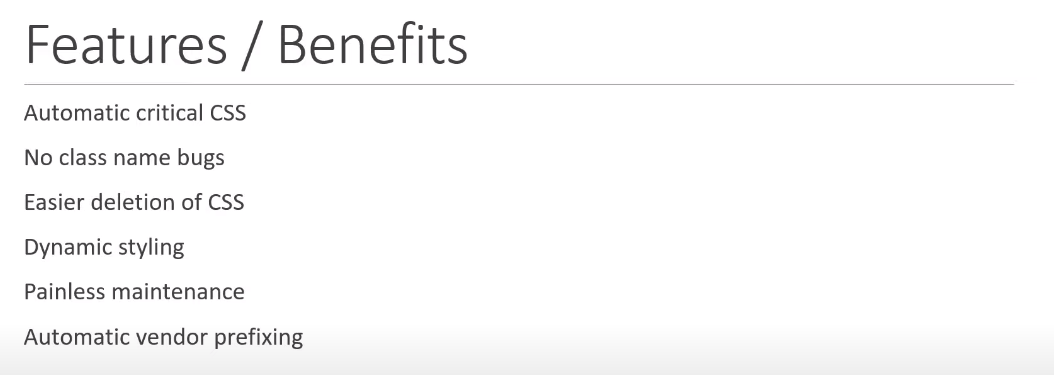 Features / Benefits
Automatic critical CSS
No class name bugs
Easier deletion of CSS
Dynamic styling
Painless maintenance
Automatic vendor prefixing